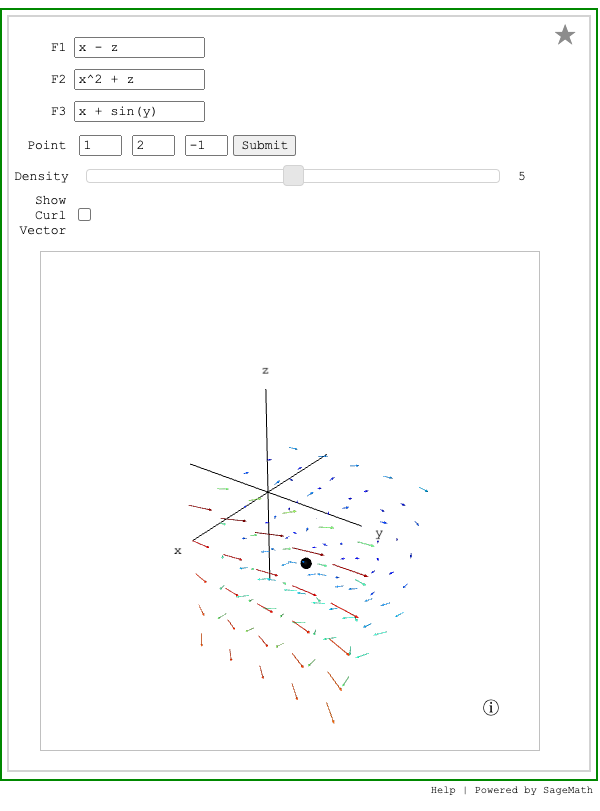 F1 x - z
F2 x^2 + z
F3 x + sin(y)
Point 1 2 -1 Submit
Density 5
Show
Curl
Vector
z
y
x
i
Help | Powered by SageMath